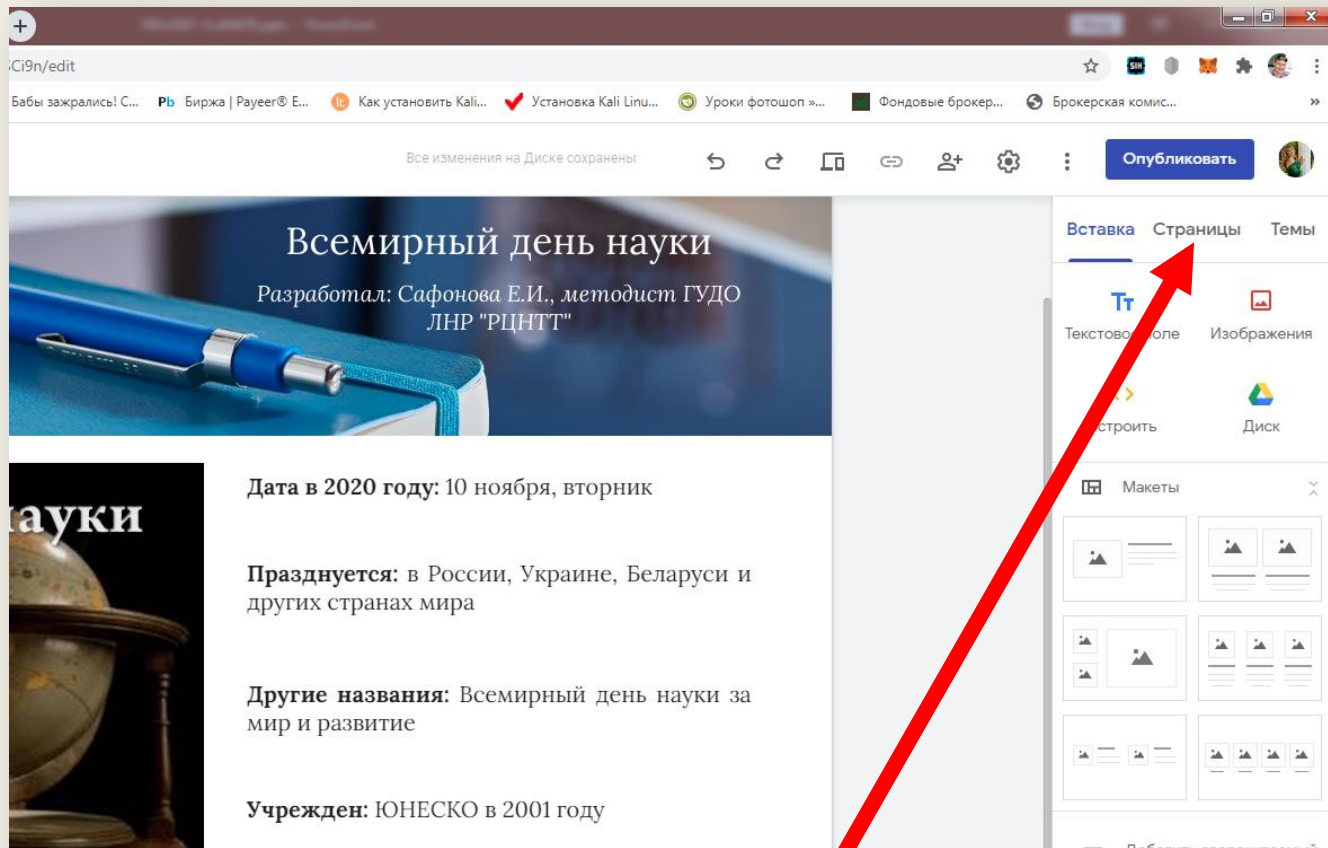 Ci9n/edit
SIH
Бабы зажрались! С... Pb Биржа | Payeer® E... Как установить Kali... Установка Kali Linu... Уроки фотошоп »... Фондовые брокер... Брокерская комис... »
Все изменения на Диске сохранены
Опубликовать
Всемирный день науки
Разработал: Сафонова Е.И., методист ГУДО
ЛНР "РЦНТТ"
Вставка Страницы Темы
Тт
Изображения
строить Диск
Макеты
ауки
Дата в 2020 году: 10 ноября, вторник
Празднуется: в России, Украине, Беларуси и
других странах мира
Другие названия: Всемирный день науки за
мир и развитие
Учрежден: ЮНЕСКО в 2001 году